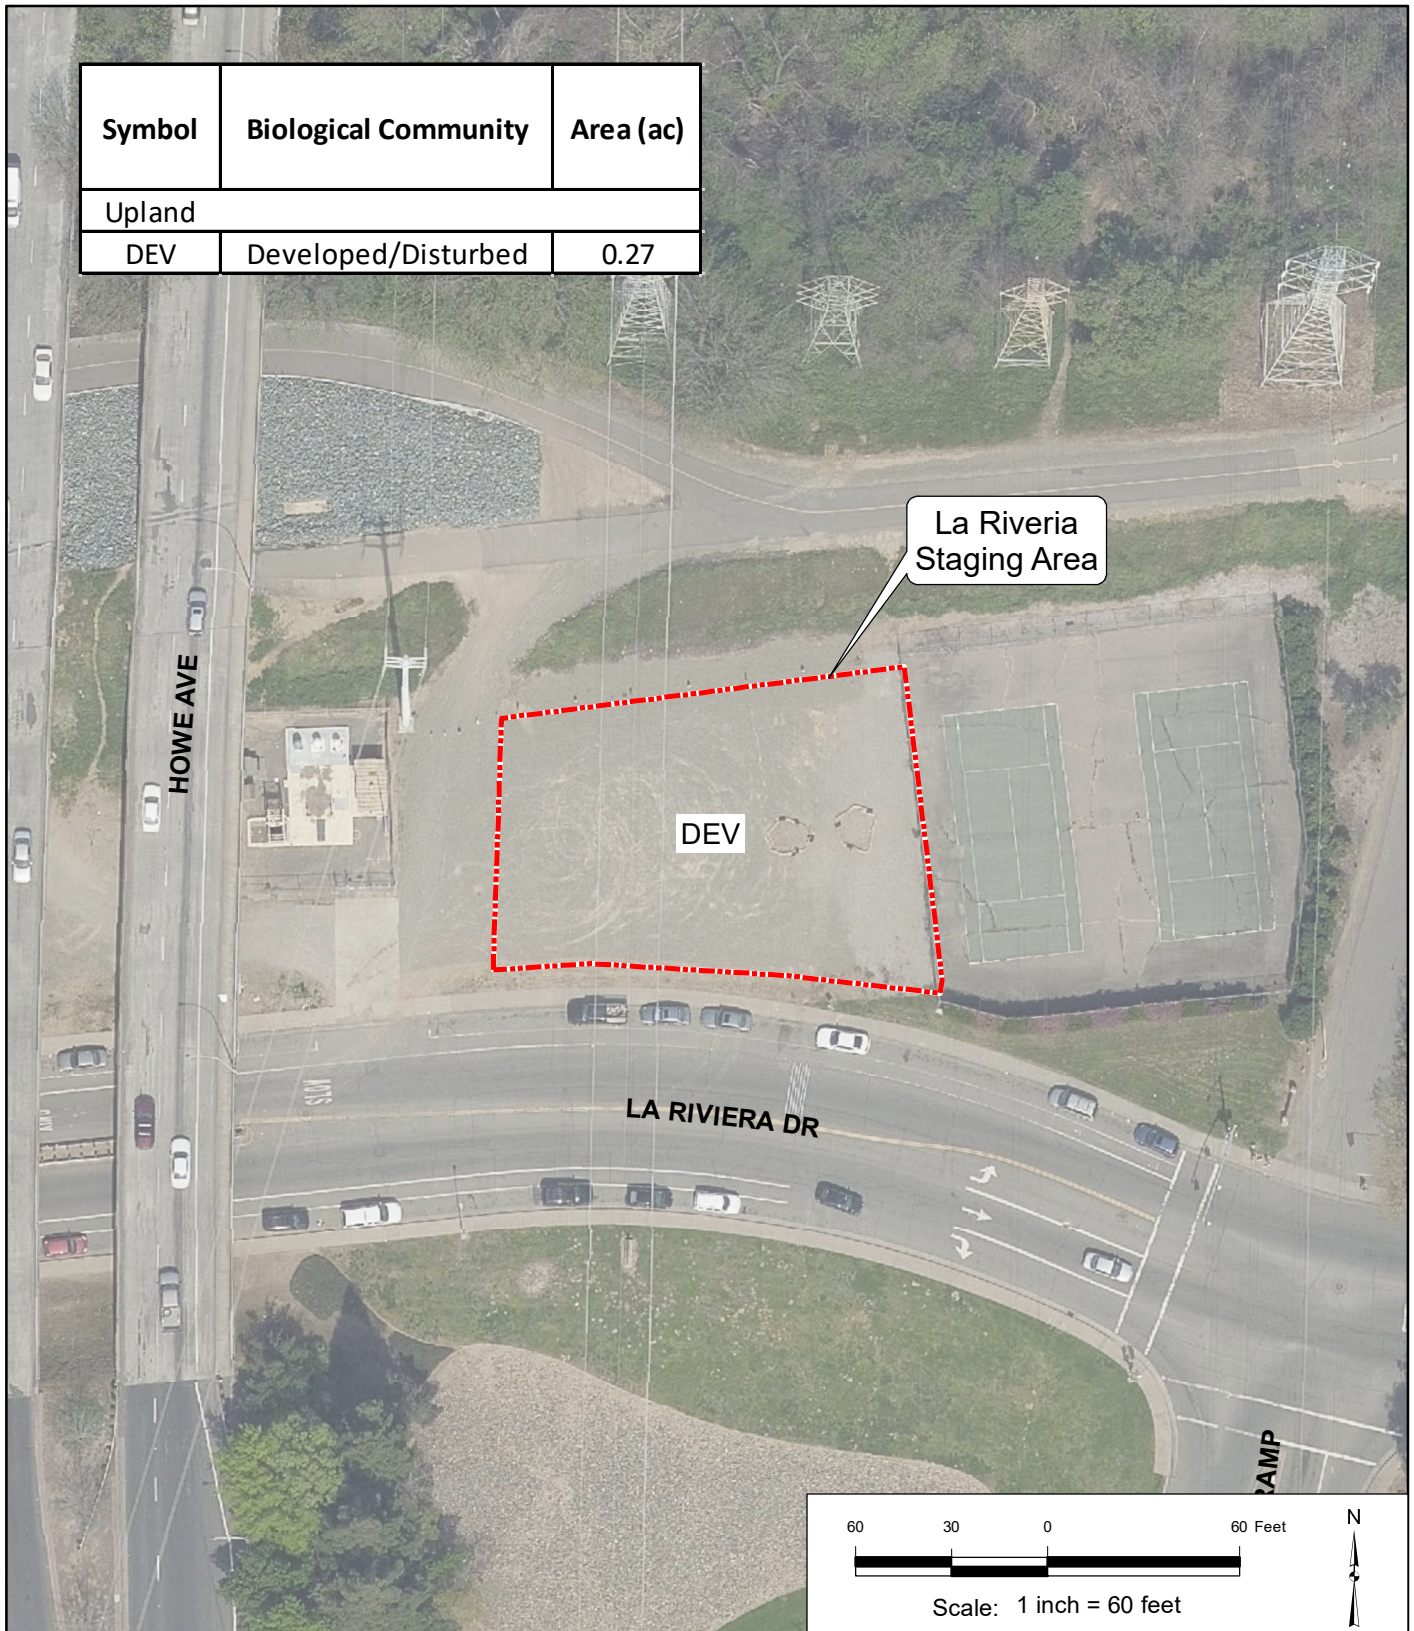 Symbol Biological Community Area (ac)
Upland
DEV Developed/Disturbed 0.27
La Riveria
Staging Area
HOWE AVE
DEV
STOP
LA RIVIERA DR
RAMP
60 30 0 60 Feet
N
Scale: 1 inch = 60 feet